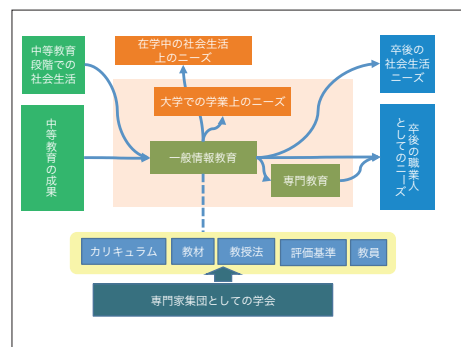 中等教育
段階での
社会生活
在学中の社会生活
上のニーズ
卒後の
社会生活
ニーズ
大学での学業上のニーズ
中等教育の成果
一般情報教育
専門教育
卒後の職業人
としてのニーズ
カリキュラム
教材
教授法
評価基準
教員
専門家集団としての学会